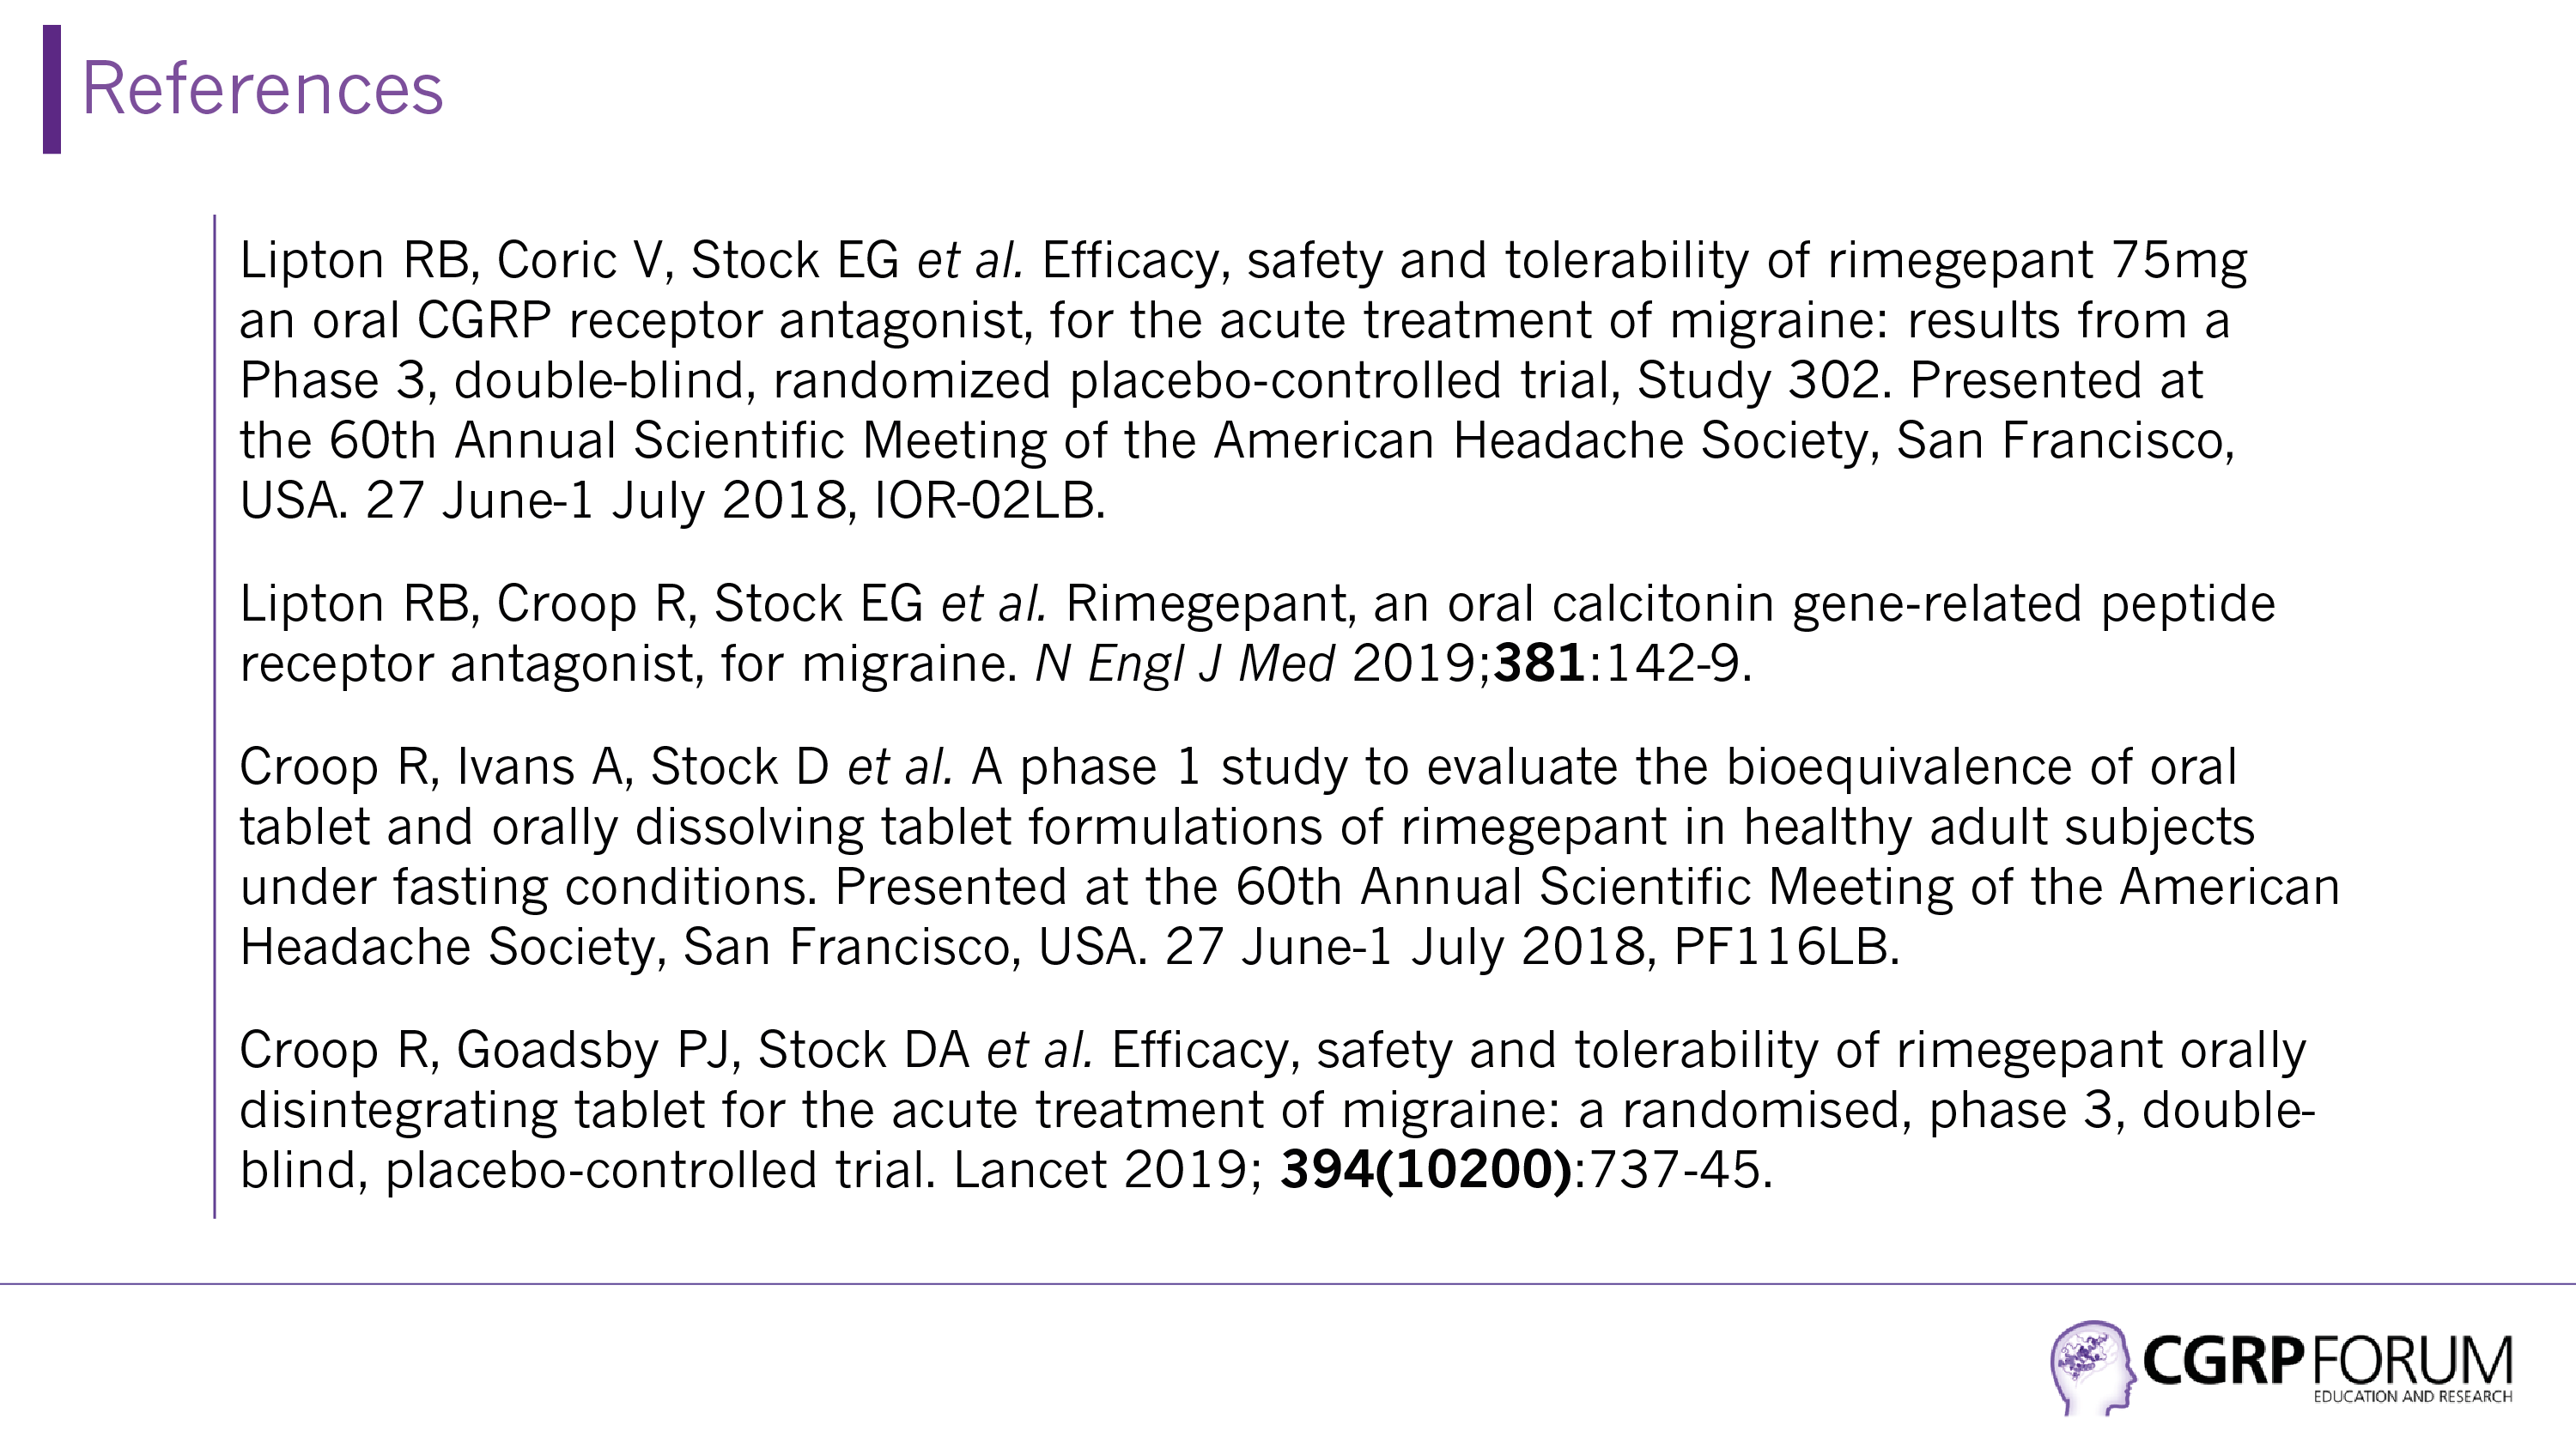 References
Lipton RB, Coric V, Stock EG et al. Efficacy, safety and tolerability of rimegepant 75mg
an oral CGRP receptor antagonist, for the acute treatment of migraine: results from a
Phase 3, double-blind, randomized placebo-controlled trial, Study 302. Presented at
the 60th Annual Scientific Meeting of the American Headache Society, San Francisco,
USA. 27 June-1 July 2018, IOR-02LB.
Lipton RB, Croop R, Stock EG et al. Rimegepant, an oral calcitonin gene-related peptide
receptor antagonist, for migraine. N Engl J Med 2019;381:142-9.
Croop R, Ivans A, Stock D et al. A phase 1 study to evaluate the bioequivalence of oral
tablet and orally dissolving tablet formulations of rimegepant in healthy adult subjects
under fasting conditions. Presented at the 60th Annual Scientific Meeting of the American
Headache Society, San Francisco, USA. 27 June-1 July 2018, PF116LB.
Croop R, Goadsby PJ, Stock DA et al. Efficacy, safety and tolerability of rimegepant orally
disintegrating tablet for the acute treatment of migraine: a randomised, phase 3, double-
blind, placebo-controlled trial. Lancet 2019; 394(10200):737-45.
CGRP FORUM
EDUCATION AND RESEARCH